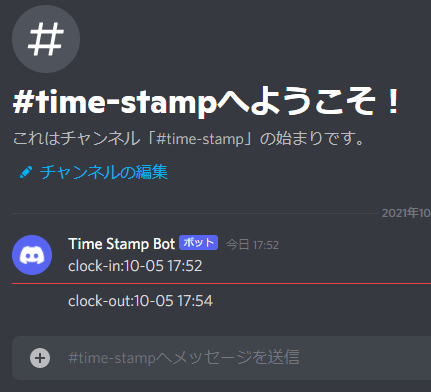 #time-stampへようこそ！
これはチャンネル「#time-stamp」の始まりです。
チャンネルの編集
2021年10
Time Stamp Bot ボット 今日 17:52
clock-in:10-05 17:52
clock-out:10-05 17:54
#time-stampへメッセージを送信